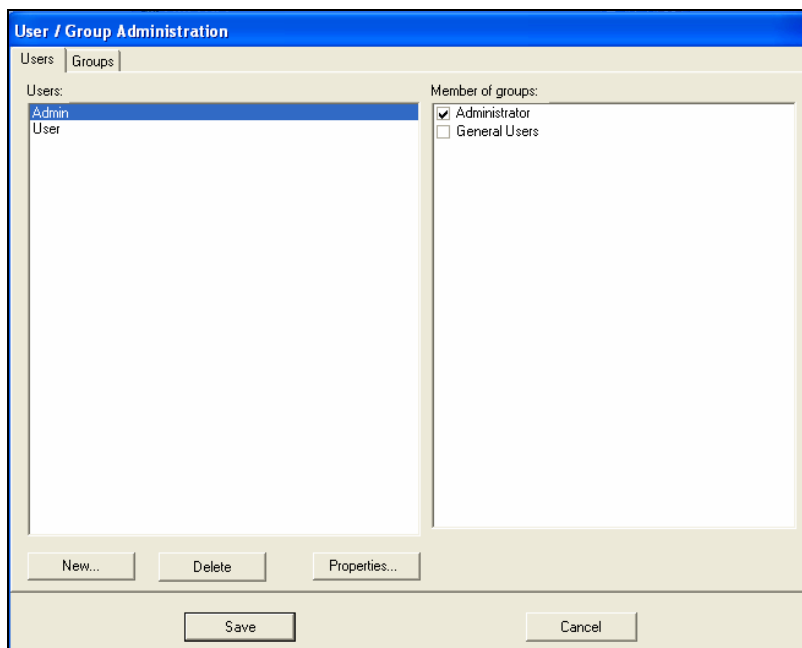 User / Group Administration
Users Groups
Users:
Admin
User
Member of groups:
Administrator
General Users
New... Delete Properties...
Save Cancel